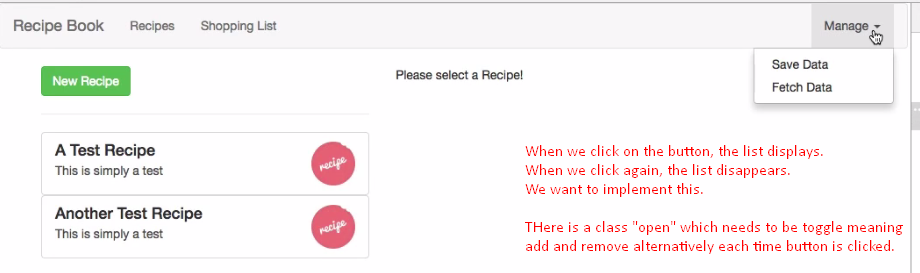 Recipe Book Recipes Shopping List Manage
Save Data
Fetch Data
New Recipe
Please select a Recipe!
A Test Recipe
This is simply a test
recipe
Another Test Recipe
This is simply a test
recipe
When we click on the button, the list displays.
When we click again, the list disappears.
We want to implement this.
THere is a class "open" which needs to be toggle meaning
add and remove alternatively each time button is clicked.